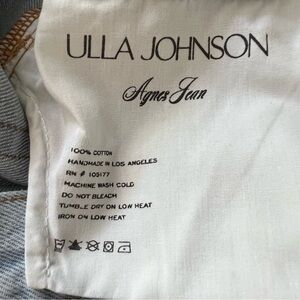 ULLA JOHNSON
Agnes Jean
100% COTTON
HANDMADE IN LOS ANGELES
RN # 105177
MACHINE WASH COLD
DO NOT BLEACH
TUMBLE DRY ON LOW HEAT
IRON ON LOW HEAT